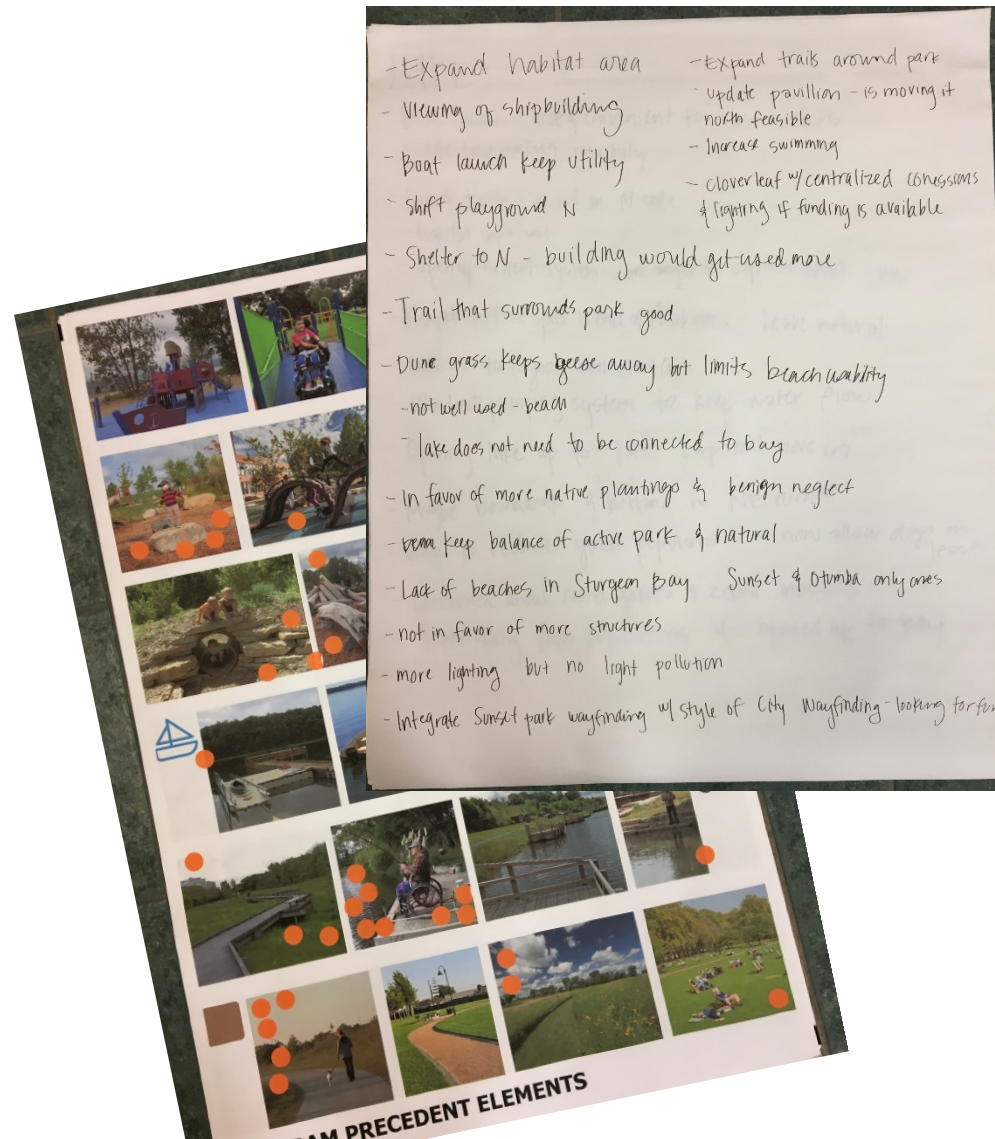 - Expand habitat area
- Viewing of shipbuilding
- Boat launch keep utility
- Shift playground N
- Shelter to N - building would get used more
- Trail that surrounds park good
- Dune grass keeps geese away but limits beach usability
- not well used - beach
- lake does not need to be connected to bay
- In favor of more native plantings & benign neglect
- keep balance of active park & natural
- Lack of beaches in Sturgeon Bay Sunset & Otumba only ones
- not in favor of more structures
- more lighting but no light pollution
- Integrate Sunset park wayfinding w/ style of City Wayfinding - looking for
- Expand trails around park
- update pavillion - is moving it
north feasible
- Increase swimming
- cloverleaf w/ centralized conessions
& lighting if funding is available
PRECEDENT ELEMENTS